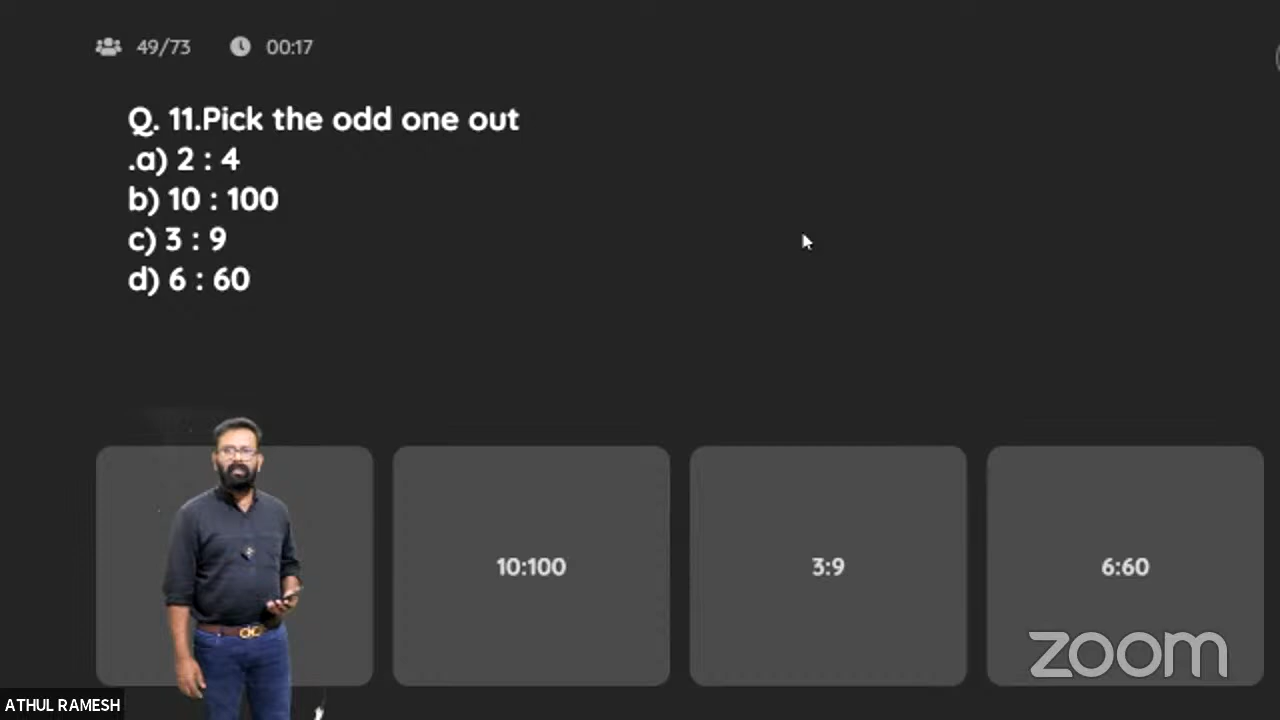 49/73 00:17
Q. 11.Pick the odd one out
.a) 2 : 4
b) 10 : 100
c) 3 : 9
d) 6 : 60
10:100 3:9 6:60
zoom
ATHUL RAMESH